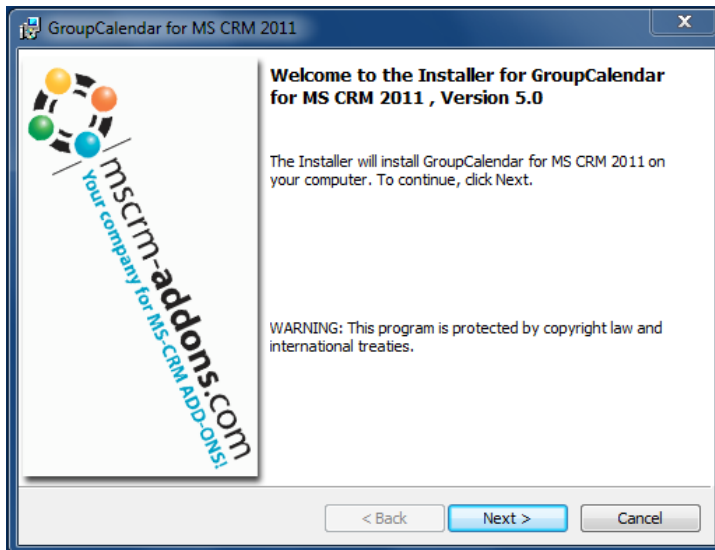 GroupCalendar for MS CRM 2011
X
Welcome to the Installer for GroupCalendar
for MS CRM 2011 , Version 5.0
The Installer will install GroupCalendar for MS CRM 2011 on
your computer. To continue, click Next.
WARNING: This program is protected by copyright law and
international treaties.
mscrm-addons.com
Your company for MS-CRM ADD-ONS!
< Back
Next >
Cancel